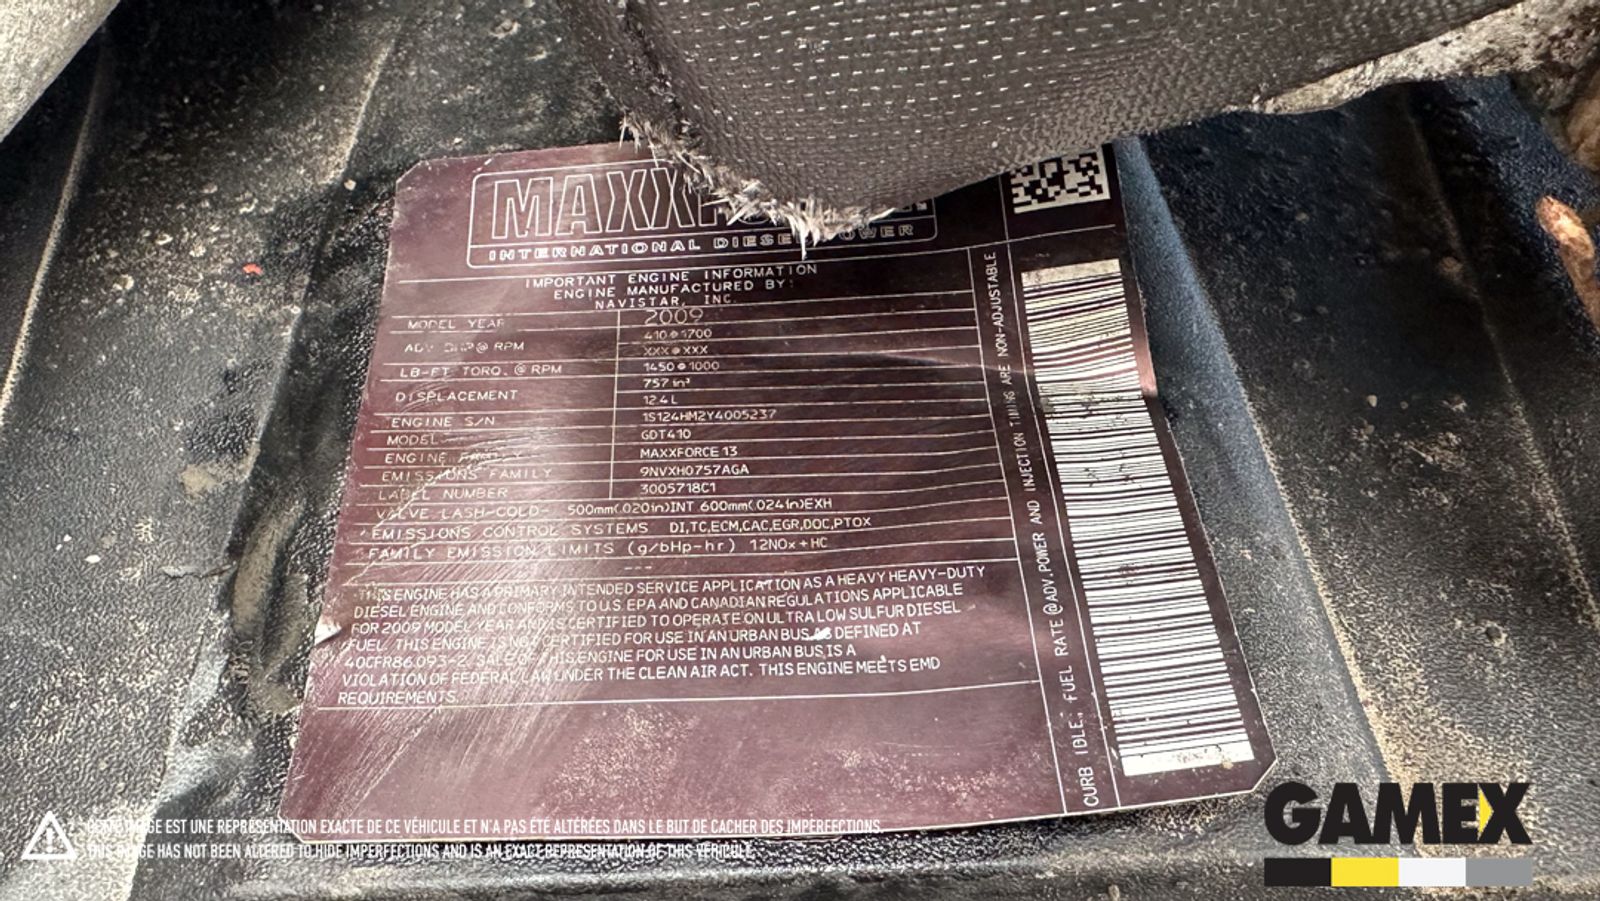 MAXX
INTERNATIONAL DIESEL POWER
IMPORTANT ENGINE INFORMATION
ENGINE MANUFACTURED BY:
NAVISTAR, INC.
MODEL YEAR 2009
ADV. BHP@ RPM 410@1700
XXX@XXX
LB-FT TORQ. @ RPM 1450@1000
DISPLACEMENT 757 in³
12.4L
ENGINE S/N 1S124HM2Y4005237
MODEL GDT410
ENGINE FAMILY MAXXFORCE 13
EMISSIONS FAMILY 9NVXH0757AGA
LABEL NUMBER 3005718C1
VALVE LASH-COLD- .500mm(.020in)INT .600mm(.024in)EXH
EMISSIONS CONTROL SYSTEMS DI,TC,ECM,CAC,EGR,DOC,PTOX
FAMILY EMISSION LIMITS (g/bHp-hr) 1.2NOx+HC
---
THIS ENGINE HAS A PRIMARY INTENDED SERVICE APPLICATION AS A HEAVY HEAVY-DUTY
DIESEL ENGINE AND CONFORMS TO U.S. EPA AND CANADIAN REGULATIONS APPLICABLE
FOR 2009 MODEL YEAR AND IS CERTIFIED TO OPERATE ON ULTRA LOW SULFUR DIESEL
FUEL. THIS ENGINE IS NOT CERTIFIED FOR USE IN AN URBAN BUS AS DEFINED AT
40CFR86.093-2. SALE OF THIS ENGINE FOR USE IN AN URBAN BUS IS A
VIOLATION OF FEDERAL LAW UNDER THE CLEAN AIR ACT. THIS ENGINE MEETS EMD
REQUIREMENTS.
CURB IDLE, FUEL RATE @ADV.POWER AND INJECTION TIMING ARE NON-ADJUSTABLE
CETTE IMAGE EST UNE REPRÉSENTATION EXACTE DE CE VÉHICULE ET N'A PAS ÉTÉ ALTÉRÉES DANS LE BUT DE CACHER DES IMPERFECTIONS.
THIS IMAGE HAS NOT BEEN ALTERED TO HIDE IMPERFECTIONS AND IS AN EXACT REPRESENTATION OF THIS VEHICULE.
GAMEX